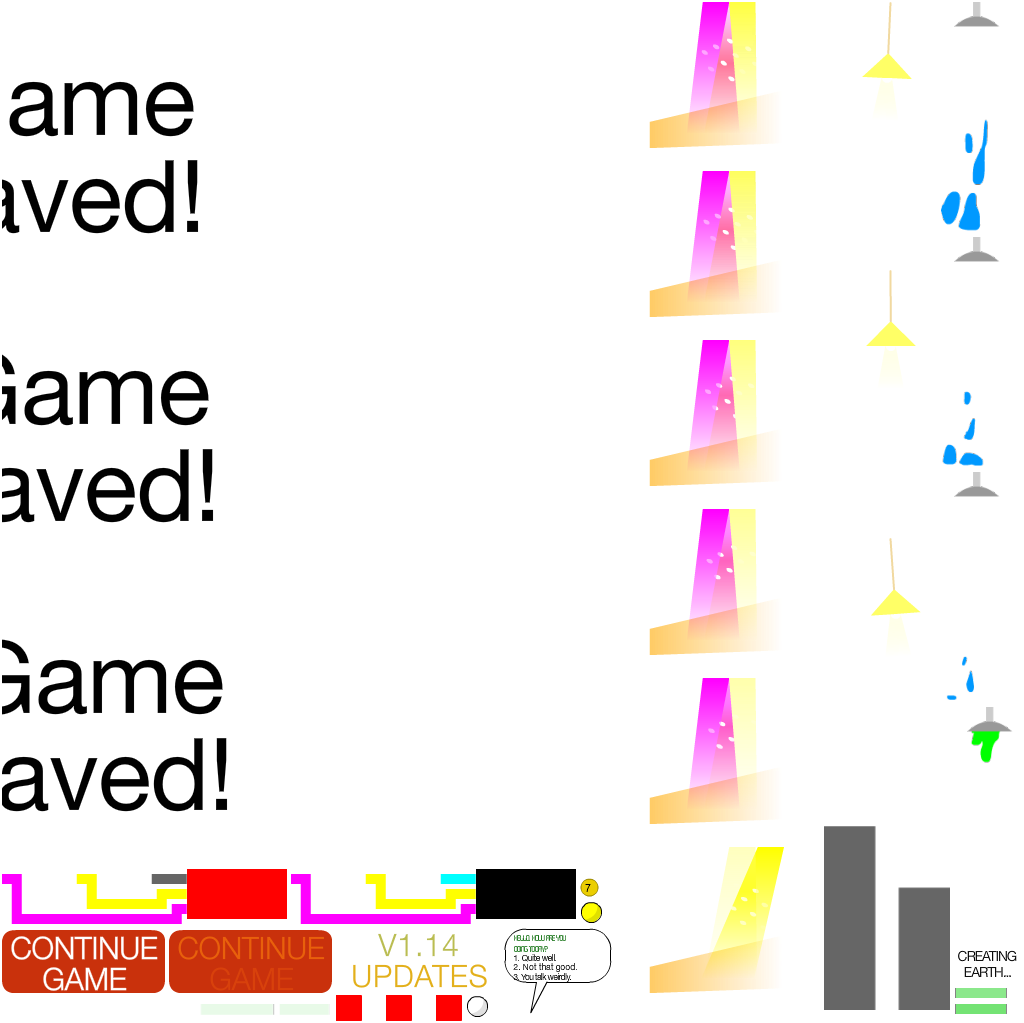 ame
aved!
Game
aved!
Game
aved!
7
CONTINUE
GAME
CONTINUE
GAME
V1.14
UPDATES
HELLO, HOW ARE YOU
DOING TODAY?
1. Quite well.
2. Not that good.
3. You talk weirdly.
CREATING
EARTH...